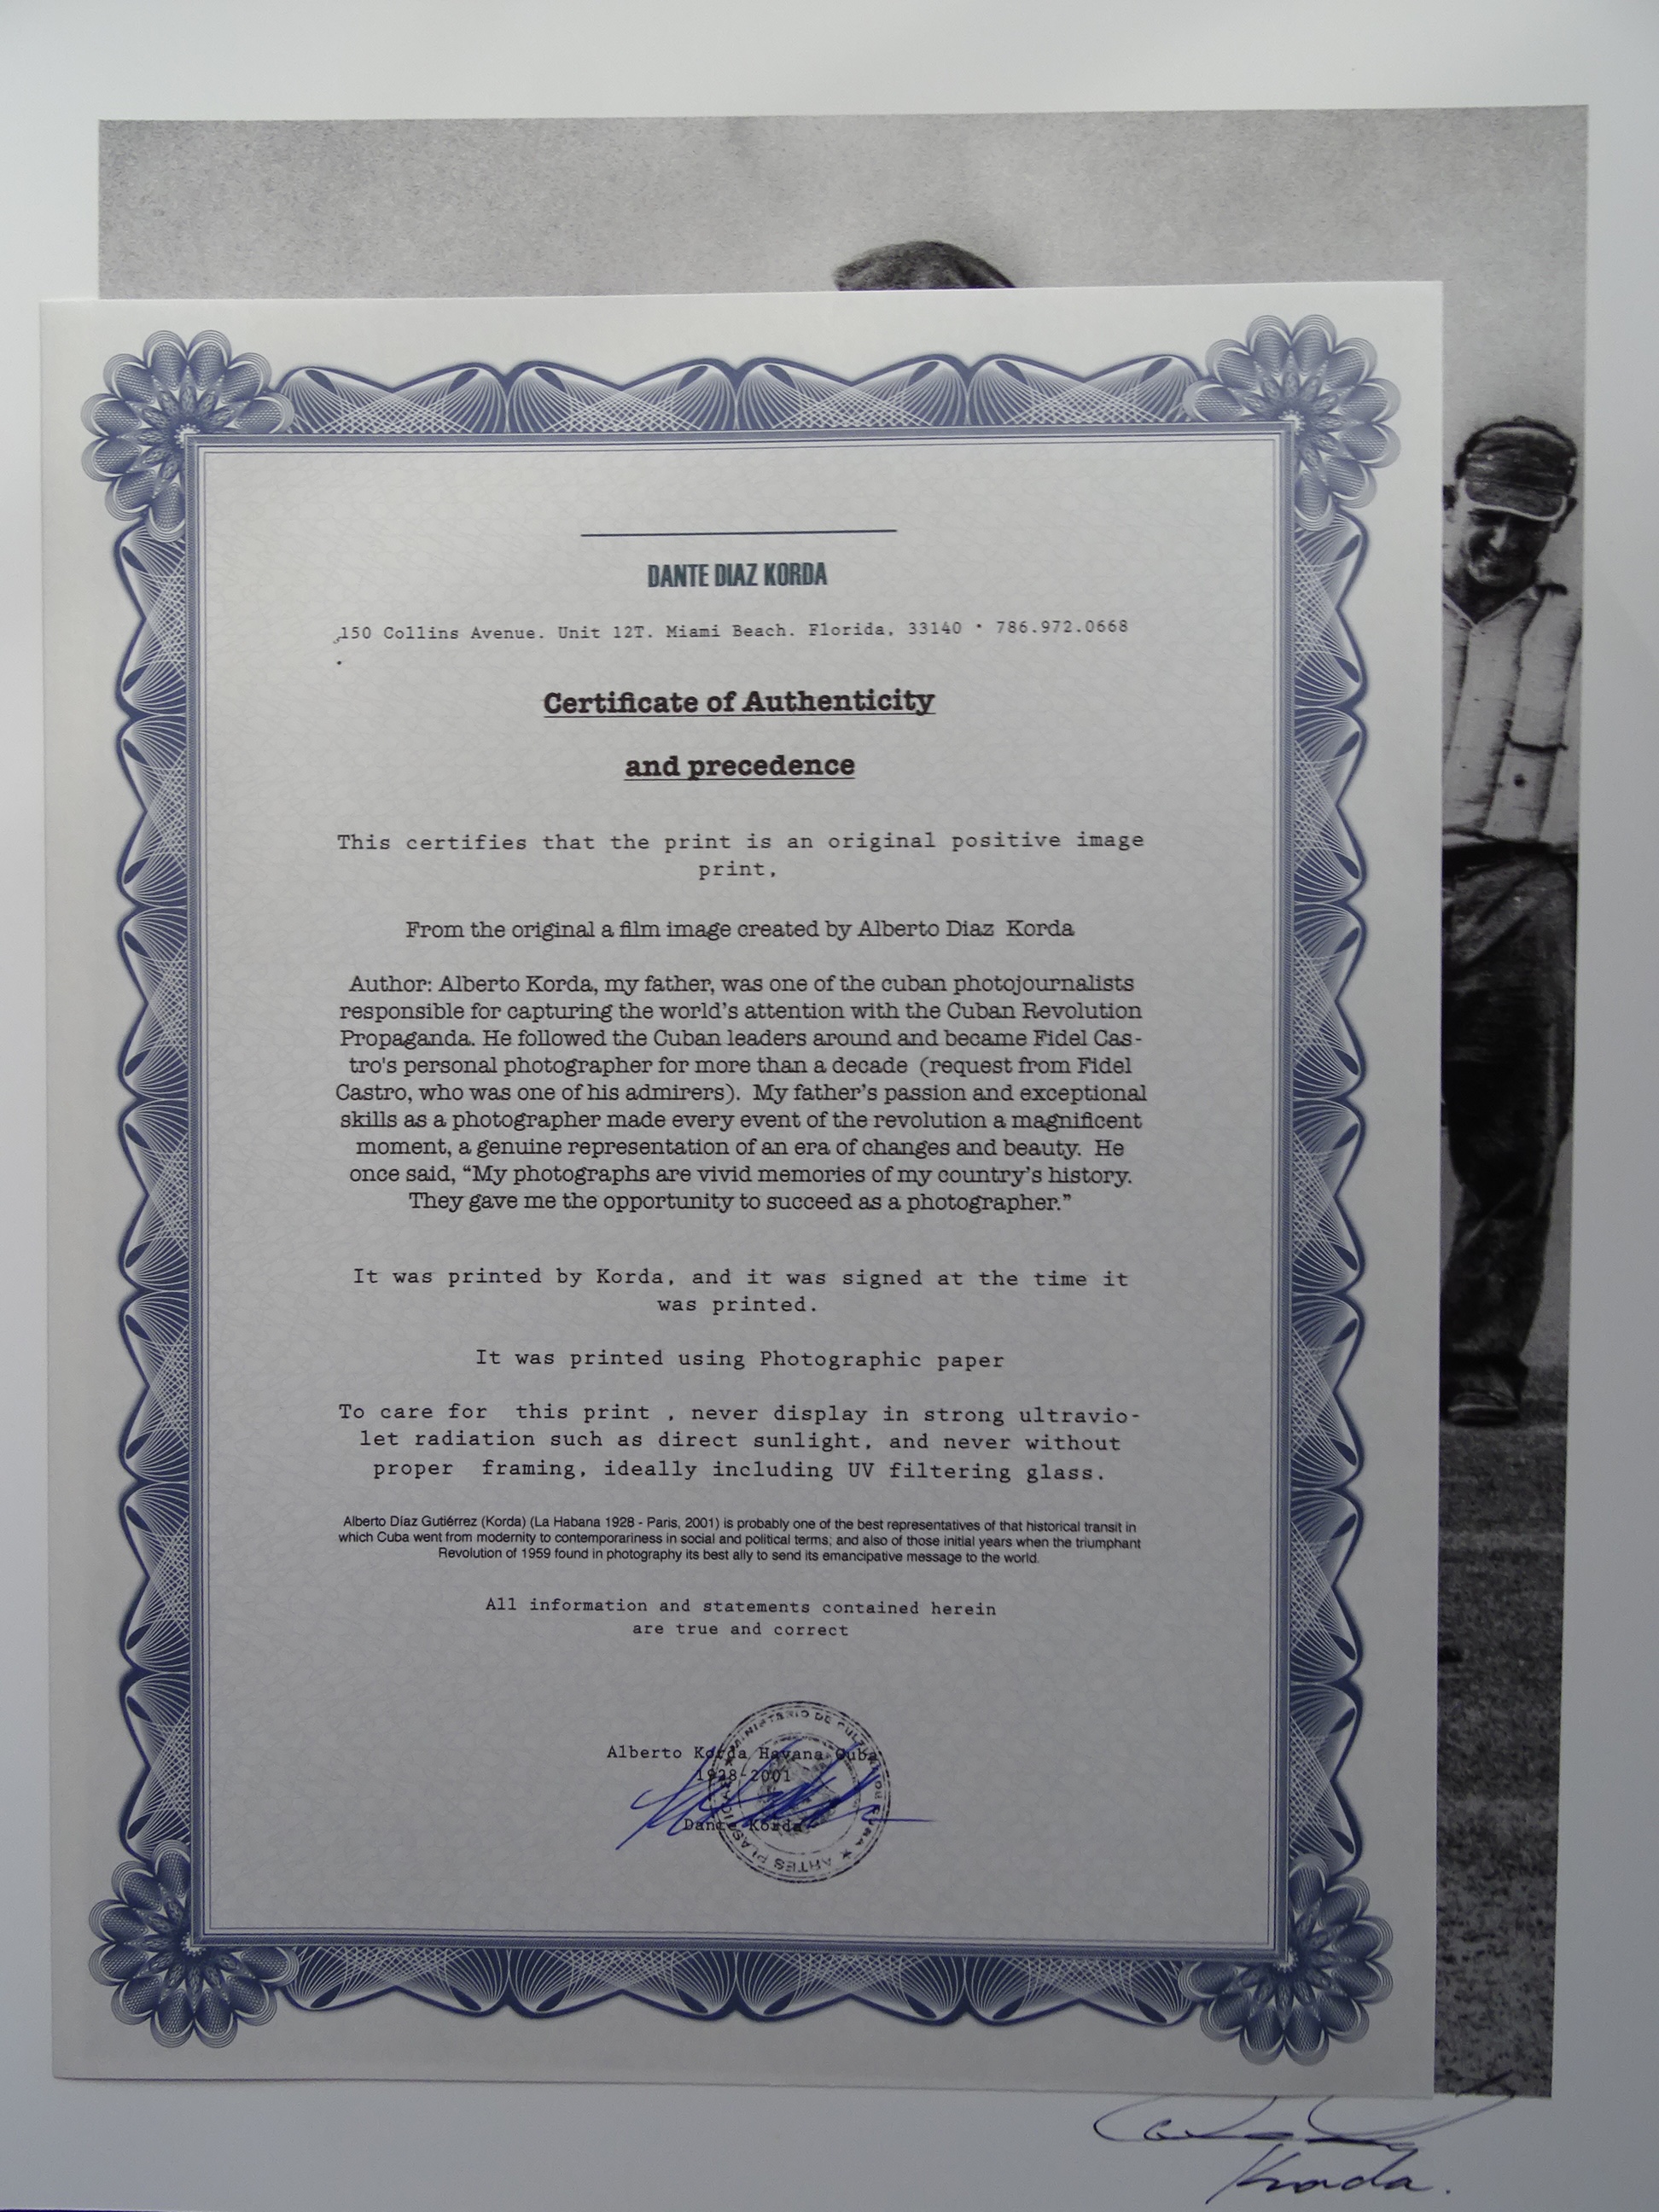 DANTE DIAZ KORDA
150 Collins Avenue. Unit 12T. Miami Beach. Florida, 33140 • 786.972.0668
Certificate of Authenticity
and precedence
This certifies that the print is an original positive image
print,
From the original a film image created by Alberto Diaz Korda
Author: Alberto Korda, my father, was one of the cuban photojournalists
responsible for capturing the world's attention with the Cuban Revolution
Propaganda. He followed the Cuban leaders around and became Fidel Cas-
tro's personal photographer for more than a decade (request from Fidel
Castro, who was one of his admirers). My father's passion and exceptional
skills as a photographer made every event of the revolution a magnificent
moment, a genuine representation of an era of changes and beauty. He
once said, “My photographs are vivid memories of my country's history.
They gave me the opportunity to succeed as a photographer.”
It was printed by Korda, and it was signed at the time it
was printed.
It was printed using Photographic paper
To care for this print , never display in strong ultravio-
let radiation such as direct sunlight, and never without
proper framing, ideally including UV filtering glass.
Alberto Díaz Gutiérrez (Korda) (La Habana 1928 - Paris, 2001) is probably one of the best representatives of that historical transit in
which Cuba went from modernity to contemporariness in social and political terms; and also of those initial years when the triumphant
Revolution of 1959 found in photography its best ally to send its emancipative message to the world.
All information and statements contained herein
are true and correct
Alberto Korda Havana Cuba
1928-2001
Dante Korda
MINISTERIO DE
ARTES
Korda.